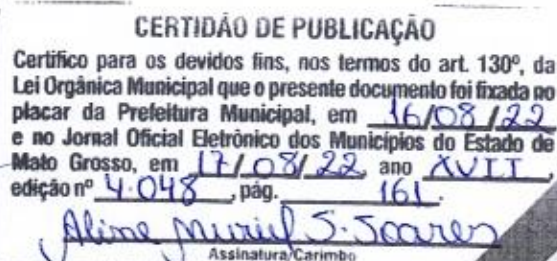 CERTIDÃO DE PUBLICAÇÃO
Certifico para os devidos fins, nos termos do art. 130º, da
Lei Orgânica Municipal que o presente documento foi fixada no
placar da Prefeitura Municipal, em 16/08/22
e no Jornal Oficial Eletrônico dos Municípios do Estado de
Mato Grosso, em 17/08/22, ano XVII,
edição nº 4.048, pág. 161.
Aline Muriel S. Soares
Assinatura/Carimbo